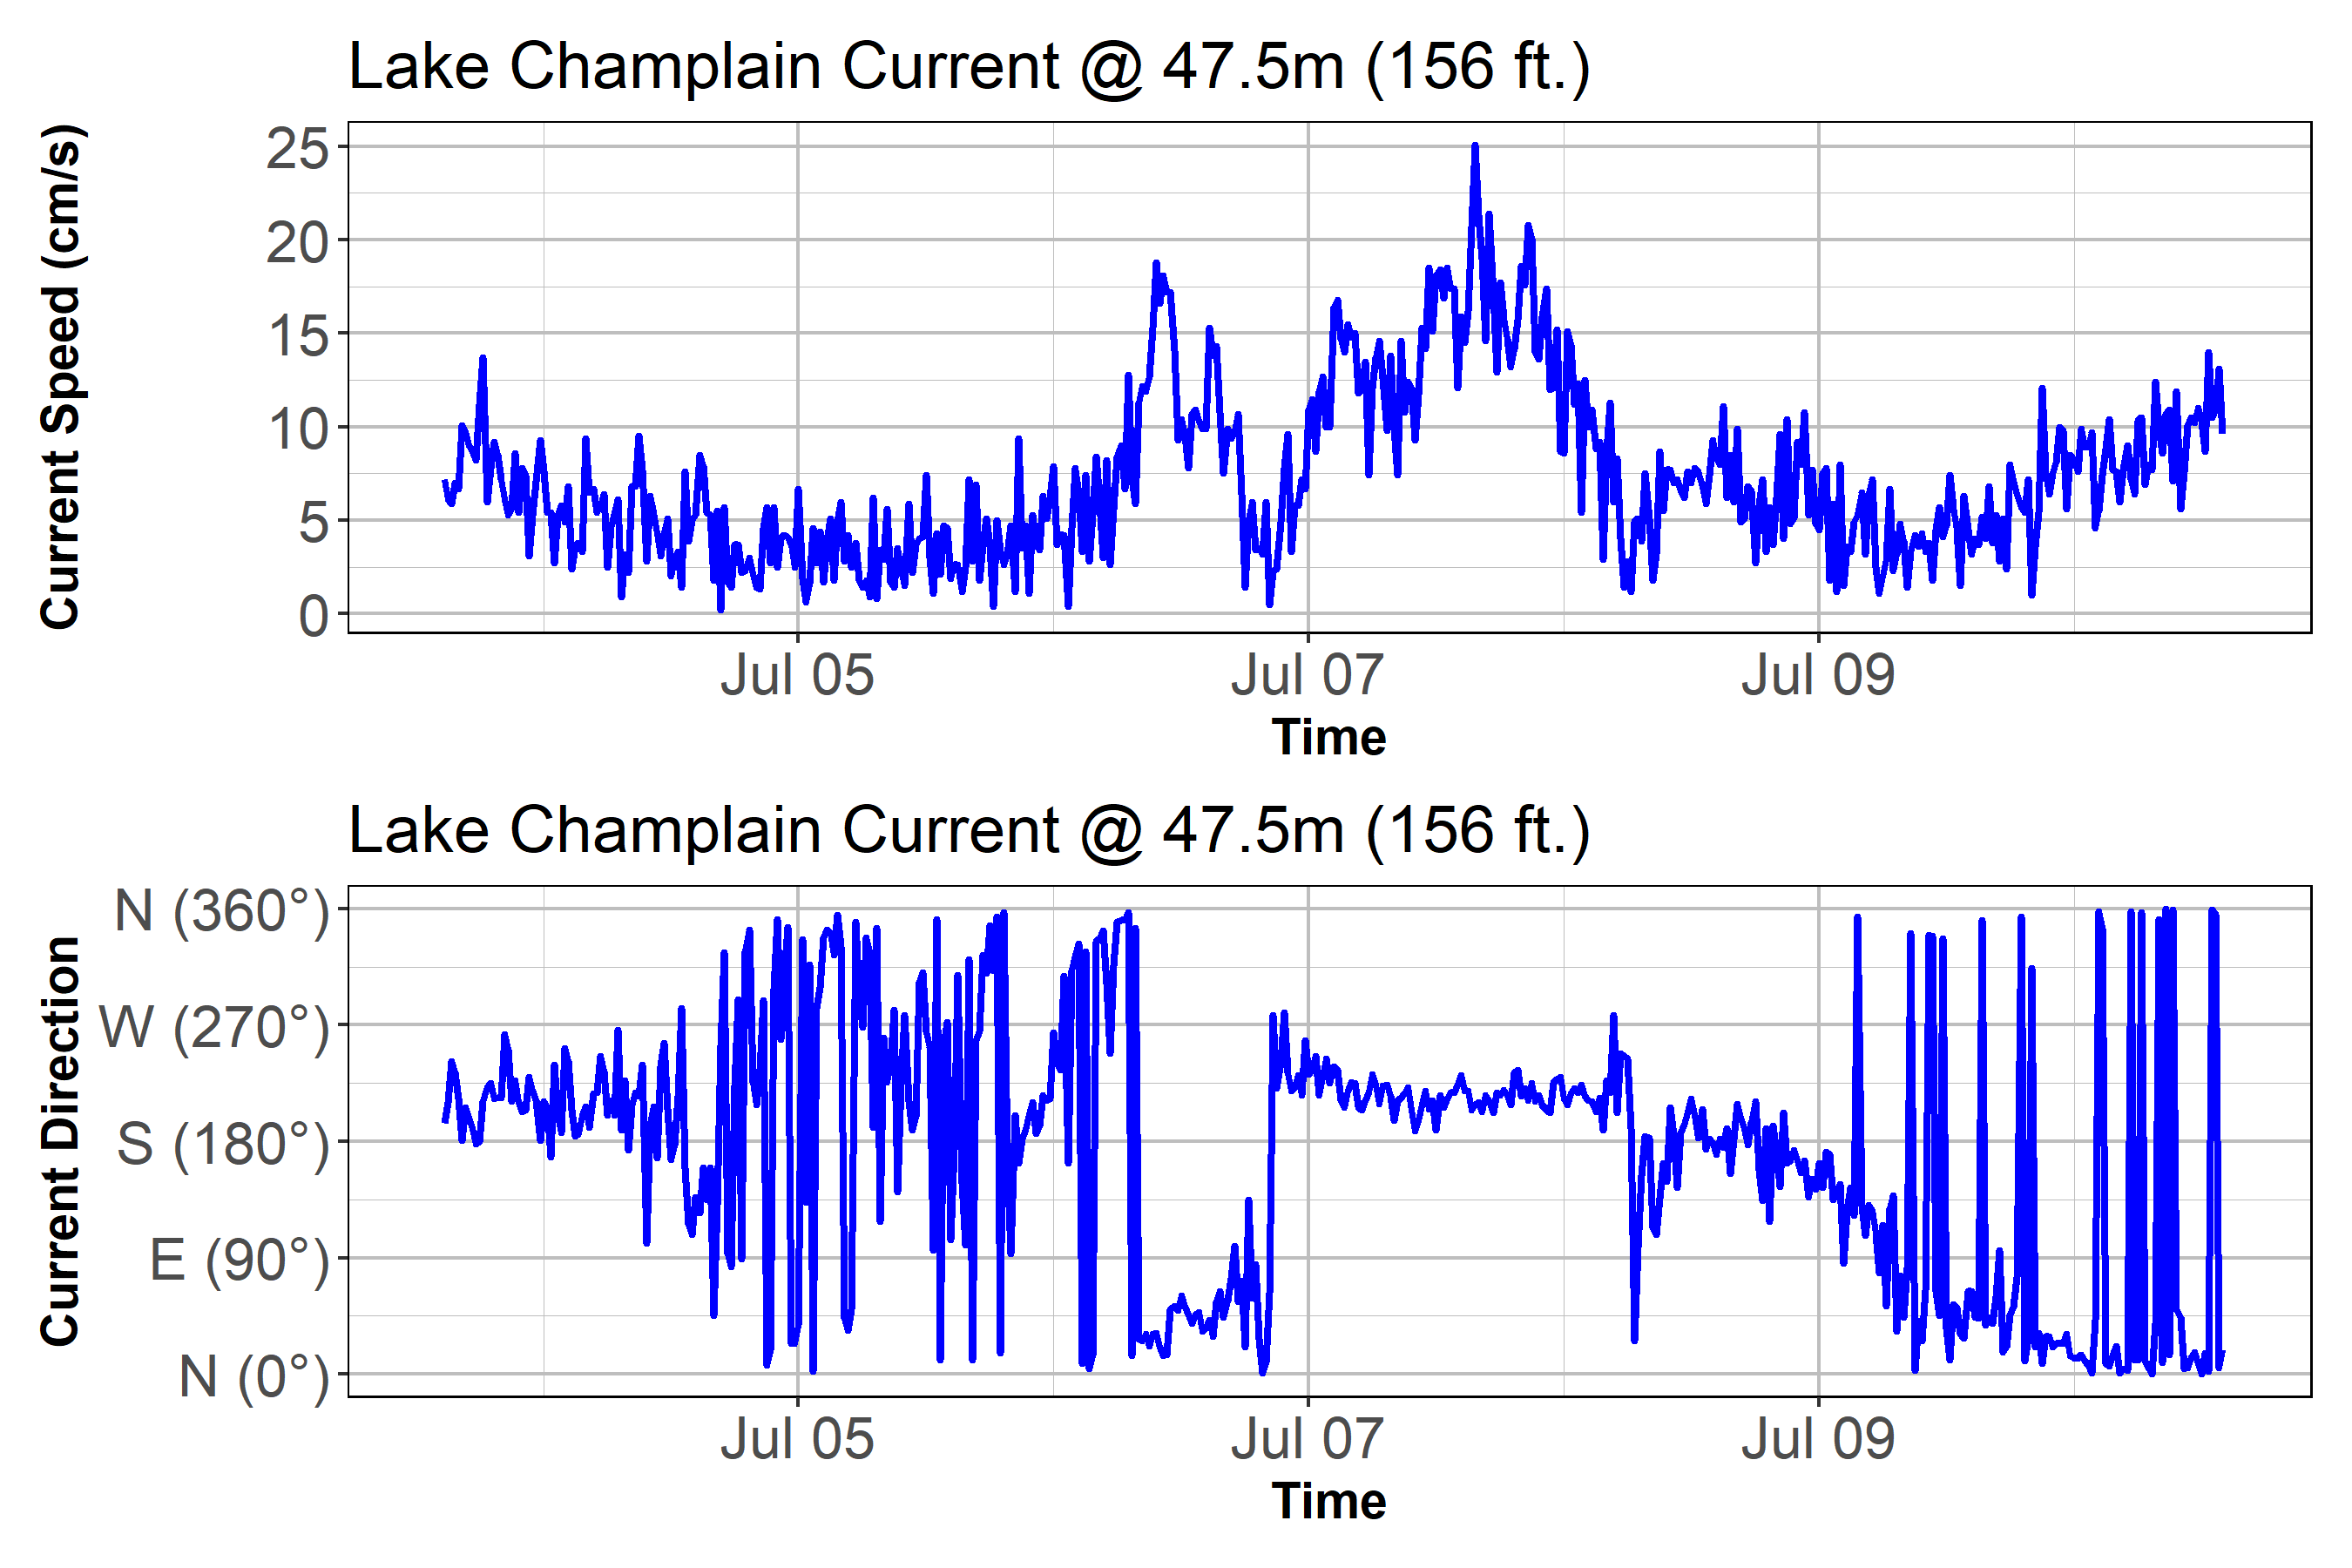 Lake Champlain Current @ 47.5m (156 ft.)
Current Speed (cm/s)
25
20
15
10
5
0
Jul 05 Jul 07 Jul 09
Time
Lake Champlain Current @ 47.5m (156 ft.)
Current Direction
N (360°)
W (270°)
S (180°)
E (90°)
N (0°)
Jul 05 Jul 07 Jul 09
Time